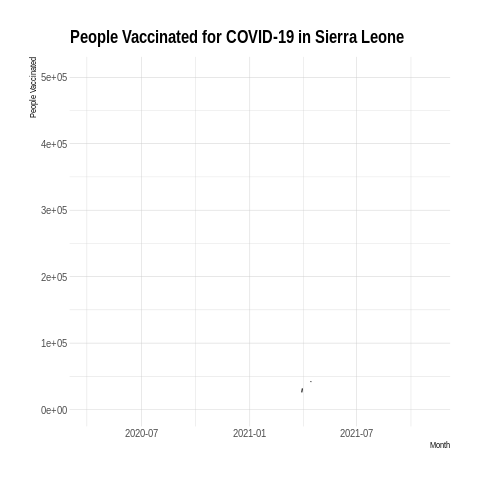 People Vaccinated for COVID-19 in Sierra Leone
People Vaccinated
5e+05
4e+05
3e+05
2e+05
1e+05
0e+00
2020-07 2021-01 2021-07
Month